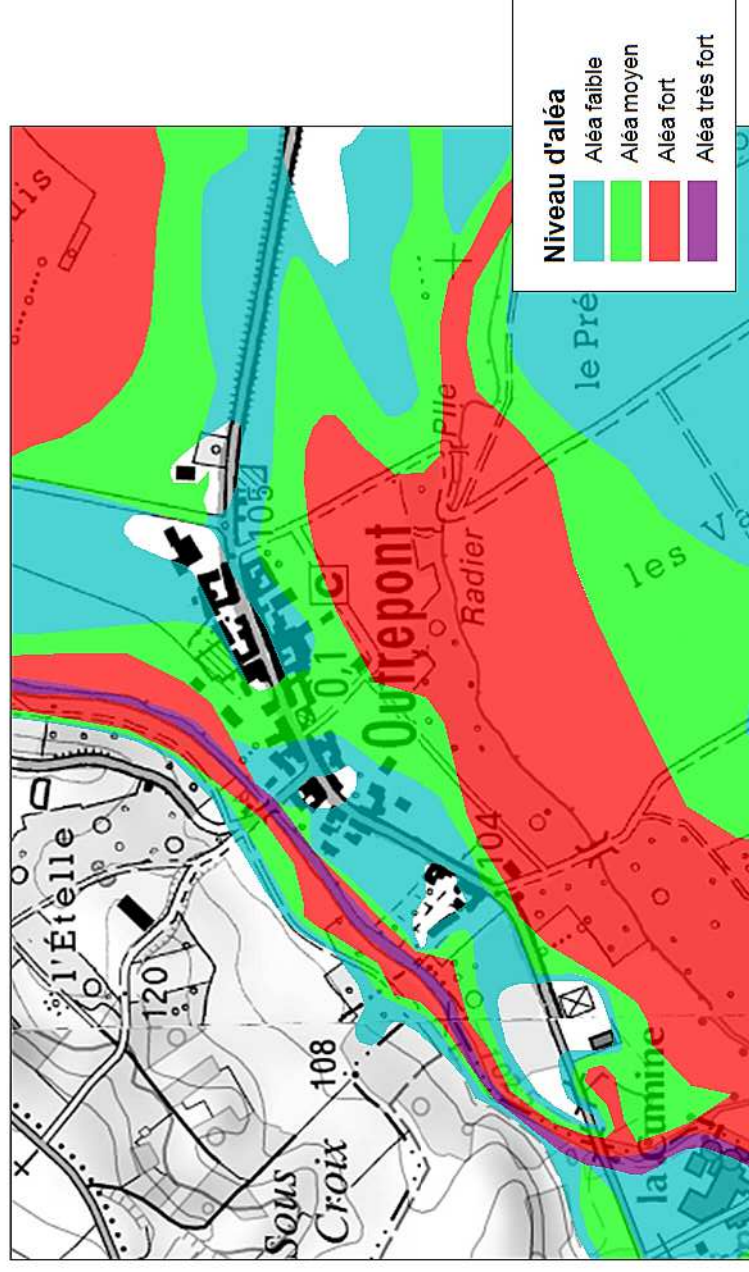 Niveau d'aléa
Aléa faible
Aléa moyen
Aléa fort
Aléa très fort
uis
l'Ételle
120
108
Sous
Croix
105
0,1
C
Outrepont
Radier
Pile
104
le Pré
les V
la Cumine